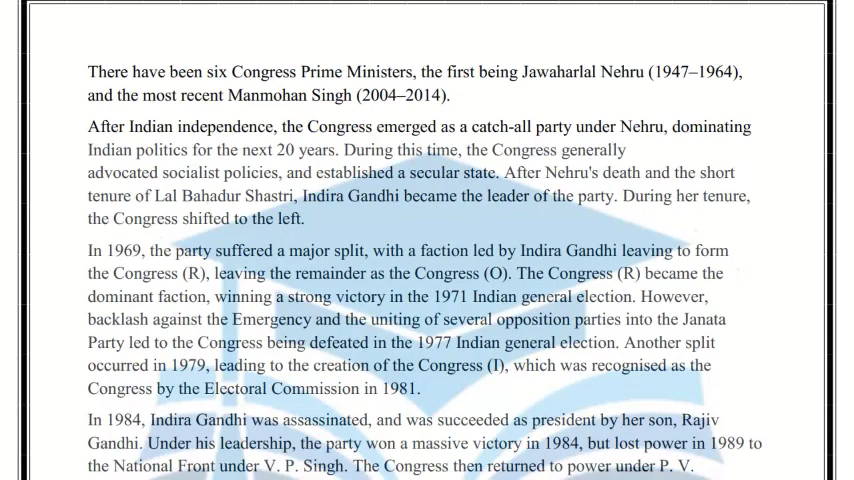 There have been six Congress Prime Ministers, the first being Jawaharlal Nehru (1947–1964),
and the most recent Manmohan Singh (2004–2014).
After Indian independence, the Congress emerged as a catch-all party under Nehru, dominating
Indian politics for the next 20 years. During this time, the Congress generally
advocated socialist policies, and established a secular state. After Nehru's death and the short
tenure of Lal Bahadur Shastri, Indira Gandhi became the leader of the party. During her tenure,
the Congress shifted to the left.
In 1969, the party suffered a major split, with a faction led by Indira Gandhi leaving to form
the Congress (R), leaving the remainder as the Congress (O). The Congress (R) became the
dominant faction, winning a strong victory in the 1971 Indian general election. However,
backlash against the Emergency and the uniting of several opposition parties into the Janata
Party led to the Congress being defeated in the 1977 Indian general election. Another split
occurred in 1979, leading to the creation of the Congress (I), which was recognised as the
Congress by the Electoral Commission in 1981.
In 1984, Indira Gandhi was assassinated, and was succeeded as president by her son, Rajiv
Gandhi. Under his leadership, the party won a massive victory in 1984, but lost power in 1989 to
the National Front under V. P. Singh. The Congress then returned to power under P. V.